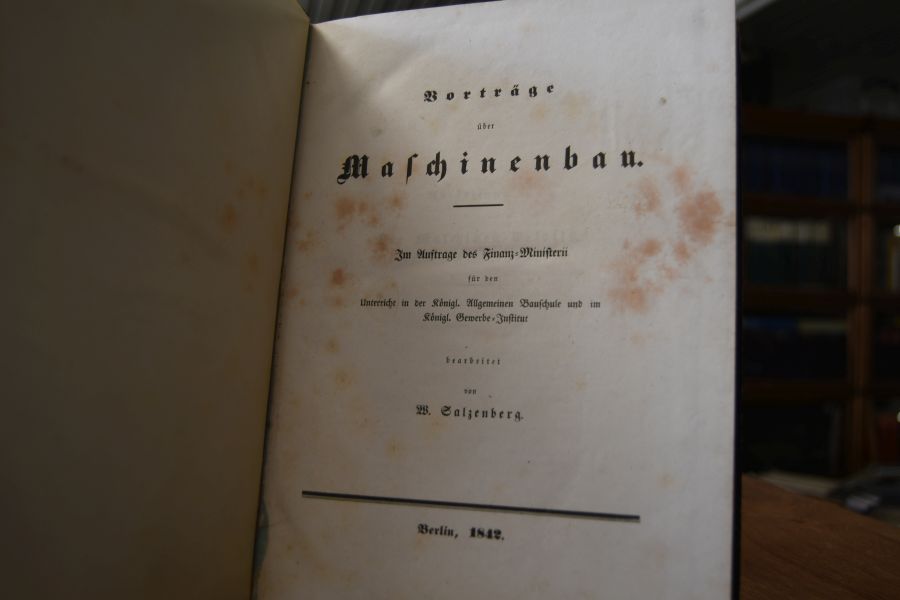 Vorträge
über
Maſchinenbau.
Im Auftrage des Finanz-Miniſterii
für den
Unterricht in der Königl. Allgemeinen Bauſchule und im
Königl. Gewerbe-Inſtitut
bearbeitet
von
W. Salzenberg.
Berlin, 1842.